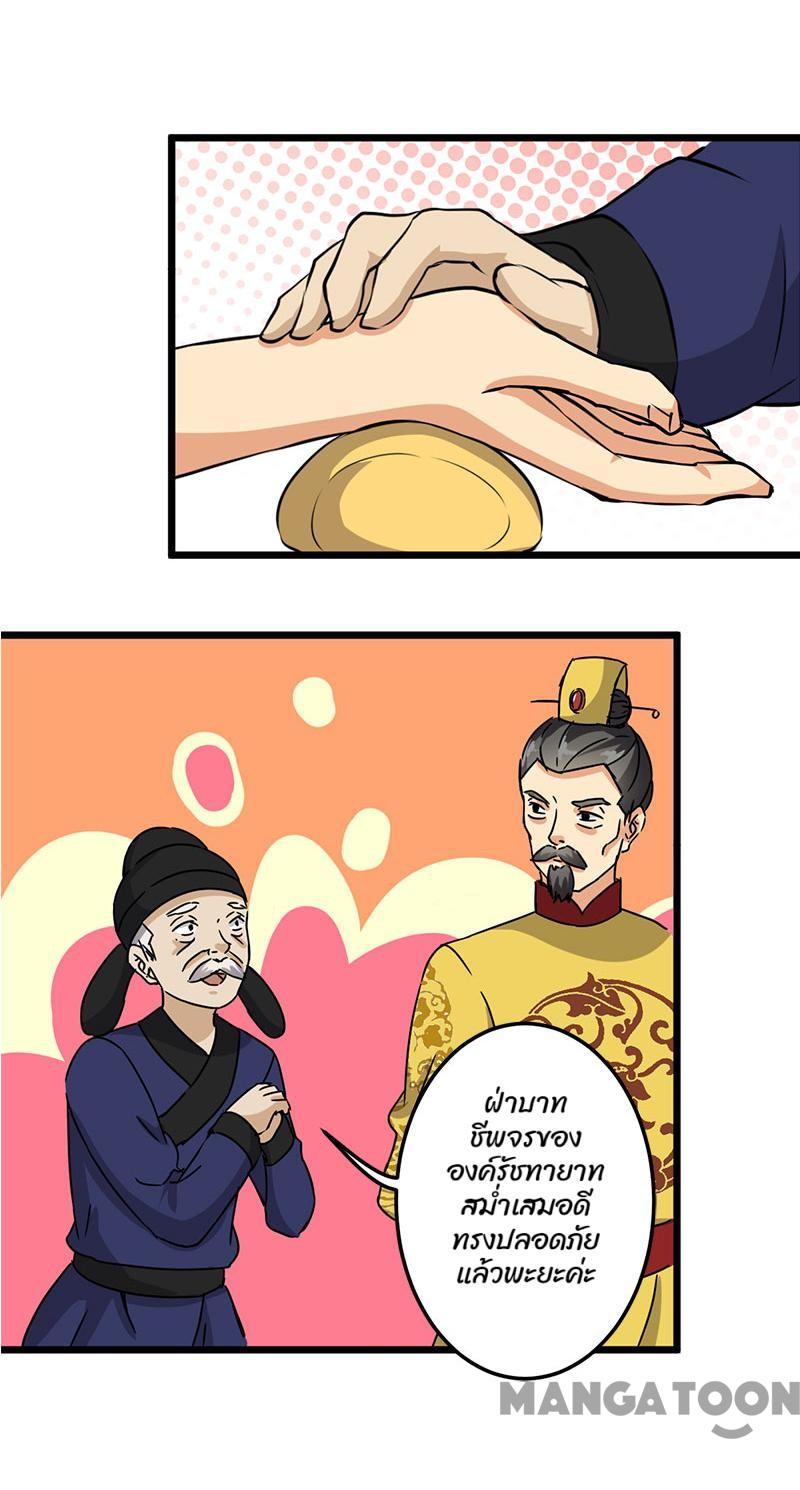 ฝ่าบาท
ชีพจรของ
องค์รัชทายาท
สม่ำเสมอดี
ทรงปลอดภัย
แล้วพะยะค่ะ
MANGATOON